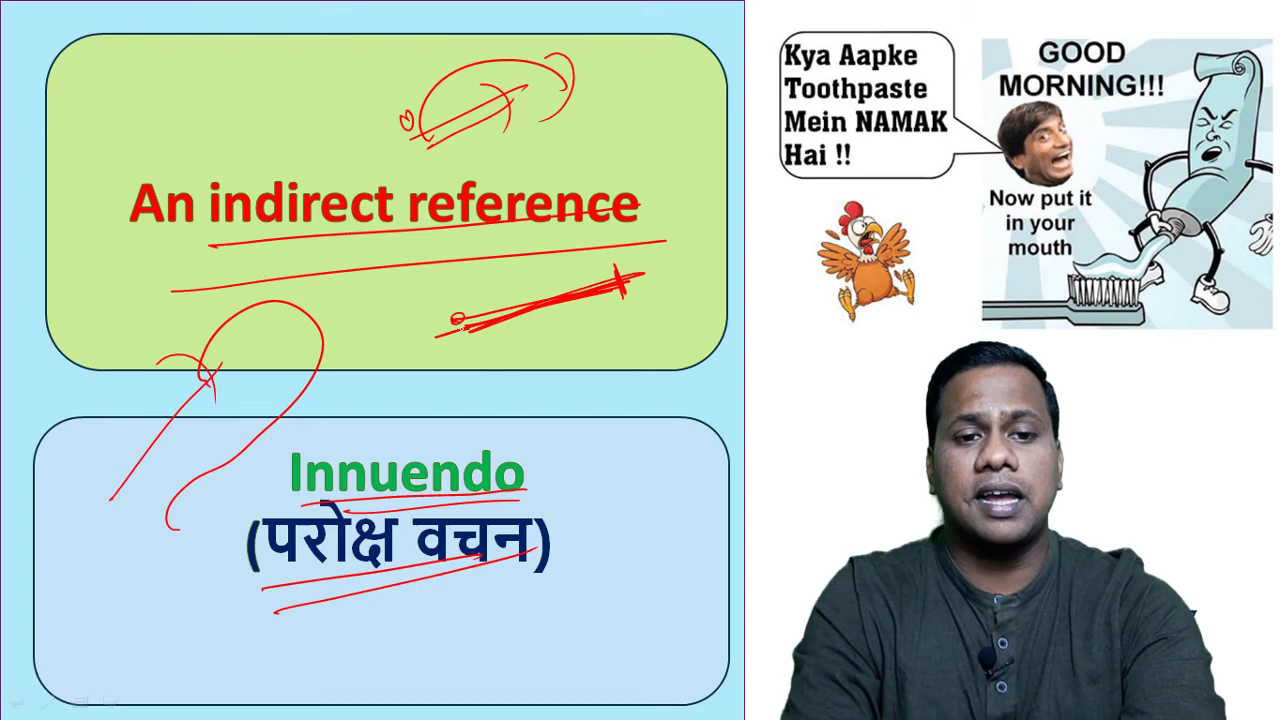 An indirect reference
Innuendo
(परोक्ष वचन)
Kya Aapke
Toothpaste
Mein NAMAK
Hai !!
GOOD
MORNING!!!
Now put it
in your
mouth